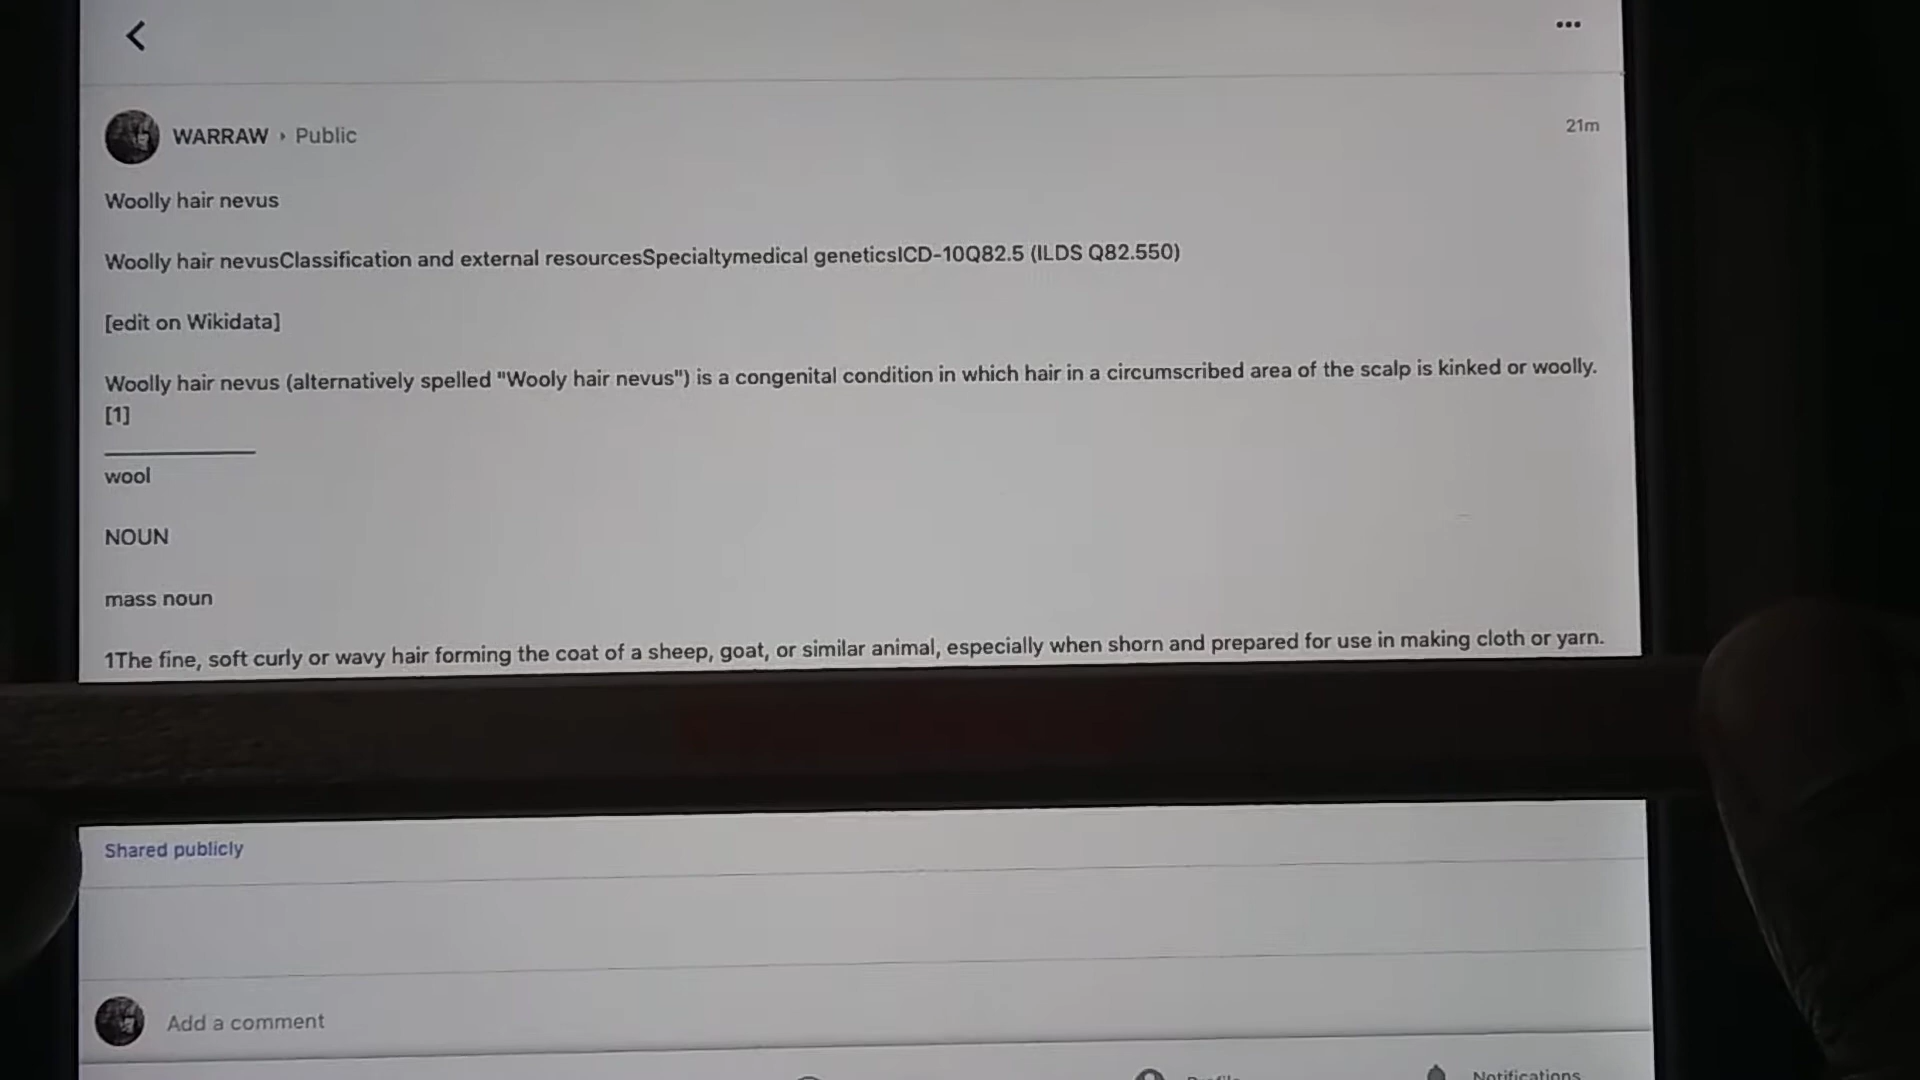 WARRAW › Public
21m
Woolly hair nevus
Woolly hair nevusClassification and external resourcesSpecialtymedical geneticsICD-10Q82.5 (ILDS Q82.550)
[edit on Wikidata]
Woolly hair nevus (alternatively spelled "Wooly hair nevus") is a congenital condition in which hair in a circumscribed area of the scalp is kinked or woolly.
[1]
wool
NOUN
mass noun
1The fine, soft curly or wavy hair forming the coat of a sheep, goat, or similar animal, especially when shorn and prepared for use in making cloth or yarn.
Shared publicly
Add a comment
Notifications